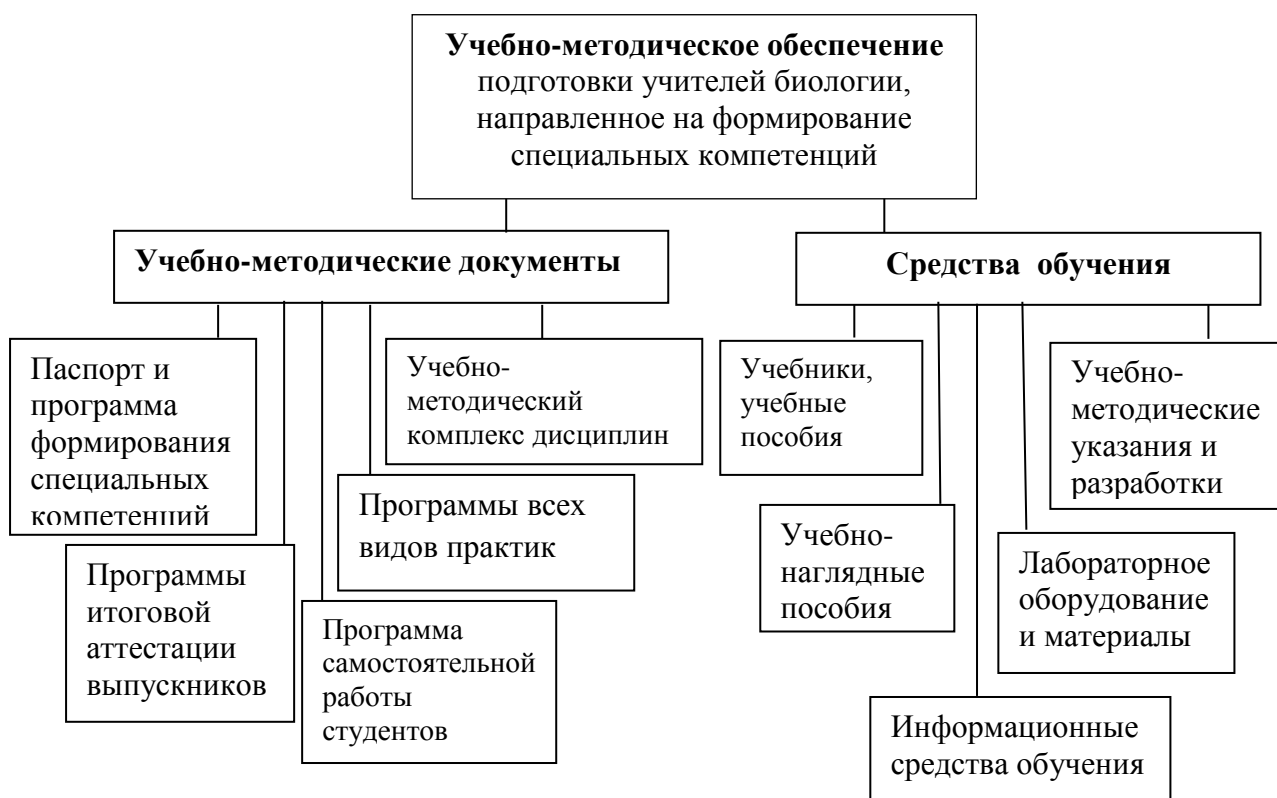 Учебно-методическое обеспечение
подготовки учителей биологии,
направленное на формирование
специальных компетенций
Учебно-методические документы
Средства обучения
Паспорт и
программа
формирования
специальных
компетенций
Учебно-
методический
комплекс дисциплин
Программы всех
видов практик
Программы
итоговой
аттестации
выпускников
Программа
самостоятельной
работы
студентов
Учебники,
учебные
пособия
Учебно-
методические
указания и
разработки
Учебно-
наглядные
пособия
Лабораторное
оборудование
и материалы
Информационные
средства обучения